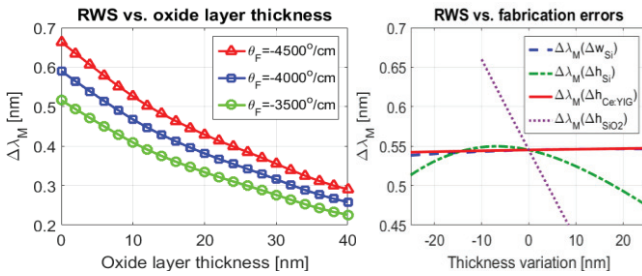 RWS vs. oxide layer thickness
0.7
0.6
0.5
0.4
0.3
0.2
Δλ_M [nm]
θ_F=-4500°/cm
θ_F=-4000°/cm
θ_F=-3500°/cm
0 10 20 30 40
Oxide layer thickness [nm]
RWS vs. fabrication errors
0.7
0.65
0.6
0.55
0.5
0.45
Δλ_M [nm]
Δλ_M(Δw_Si)
Δλ_M(Δh_Si)
Δλ_M(Δh_Ce:YIG)
Δλ_M(Δh_SiO2)
-20 -10 0 10 20
Thickness variation [nm]